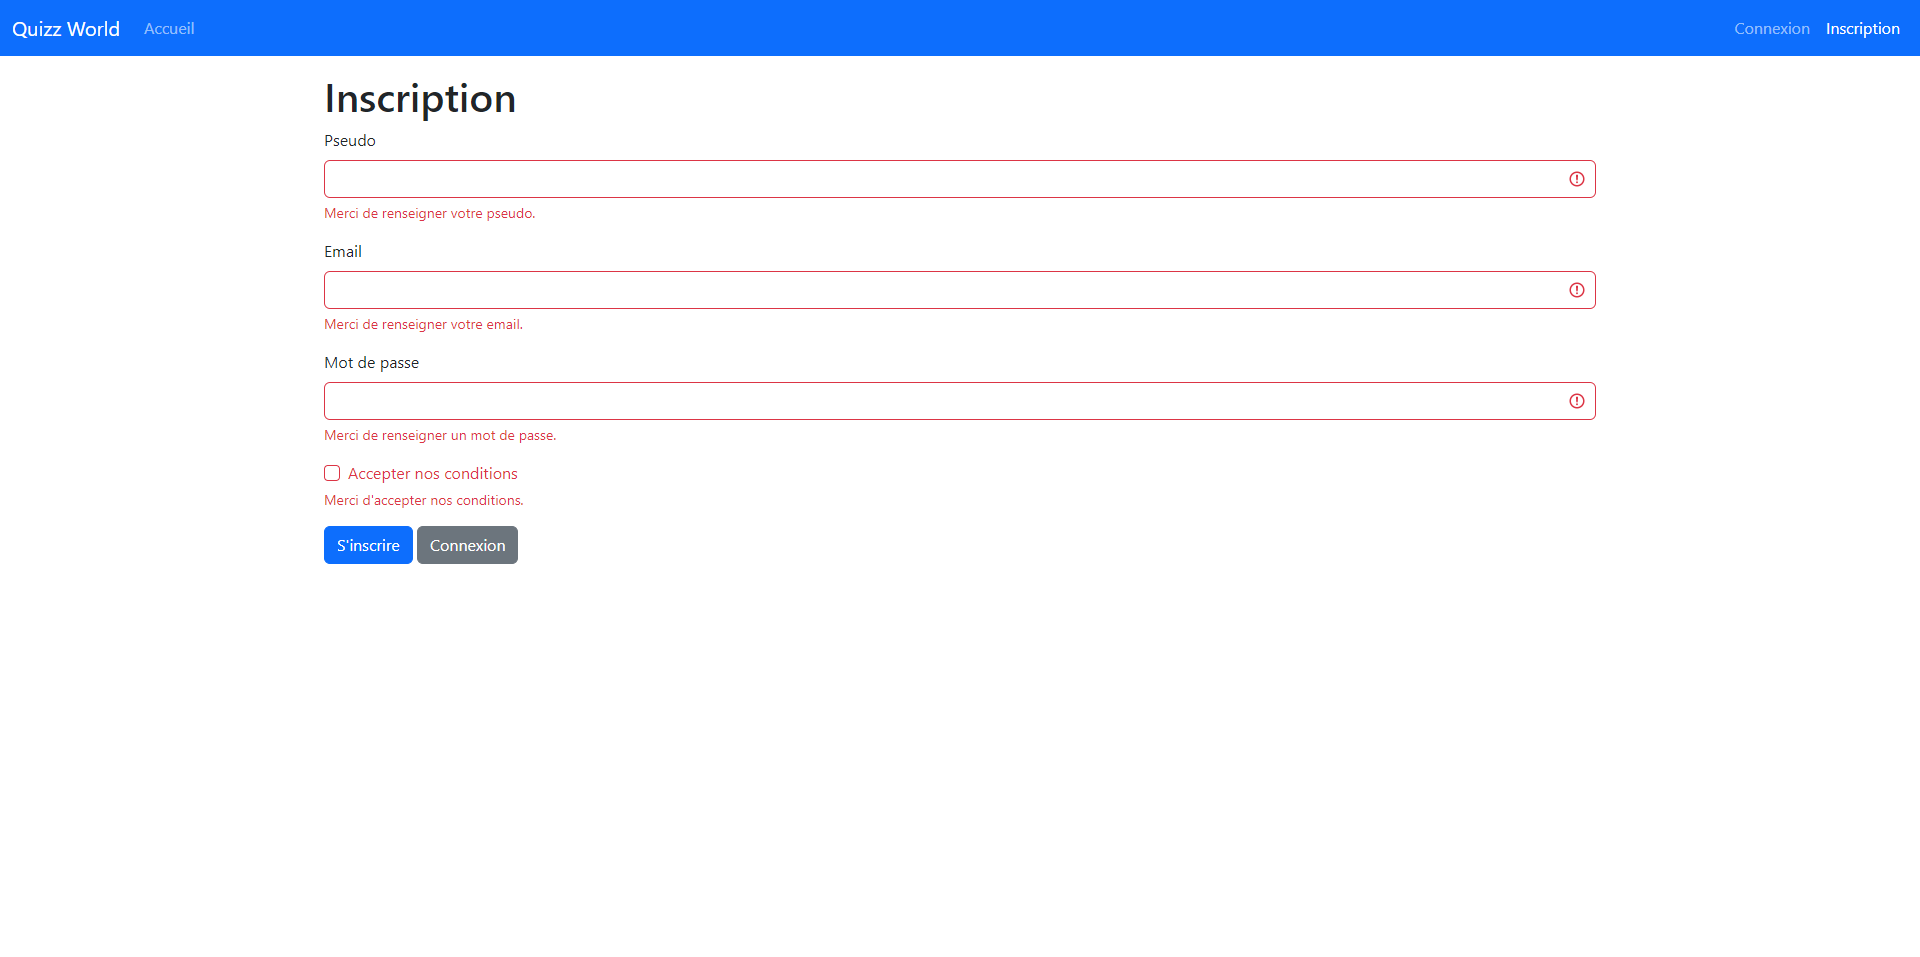 Quizz World Accueil Connexion Inscription
Inscription
Pseudo
Merci de renseigner votre pseudo.
Email
Merci de renseigner votre email.
Mot de passe
Merci de renseigner un mot de passe.
Accepter nos conditions
Merci d'accepter nos conditions.
S'inscrire Connexion